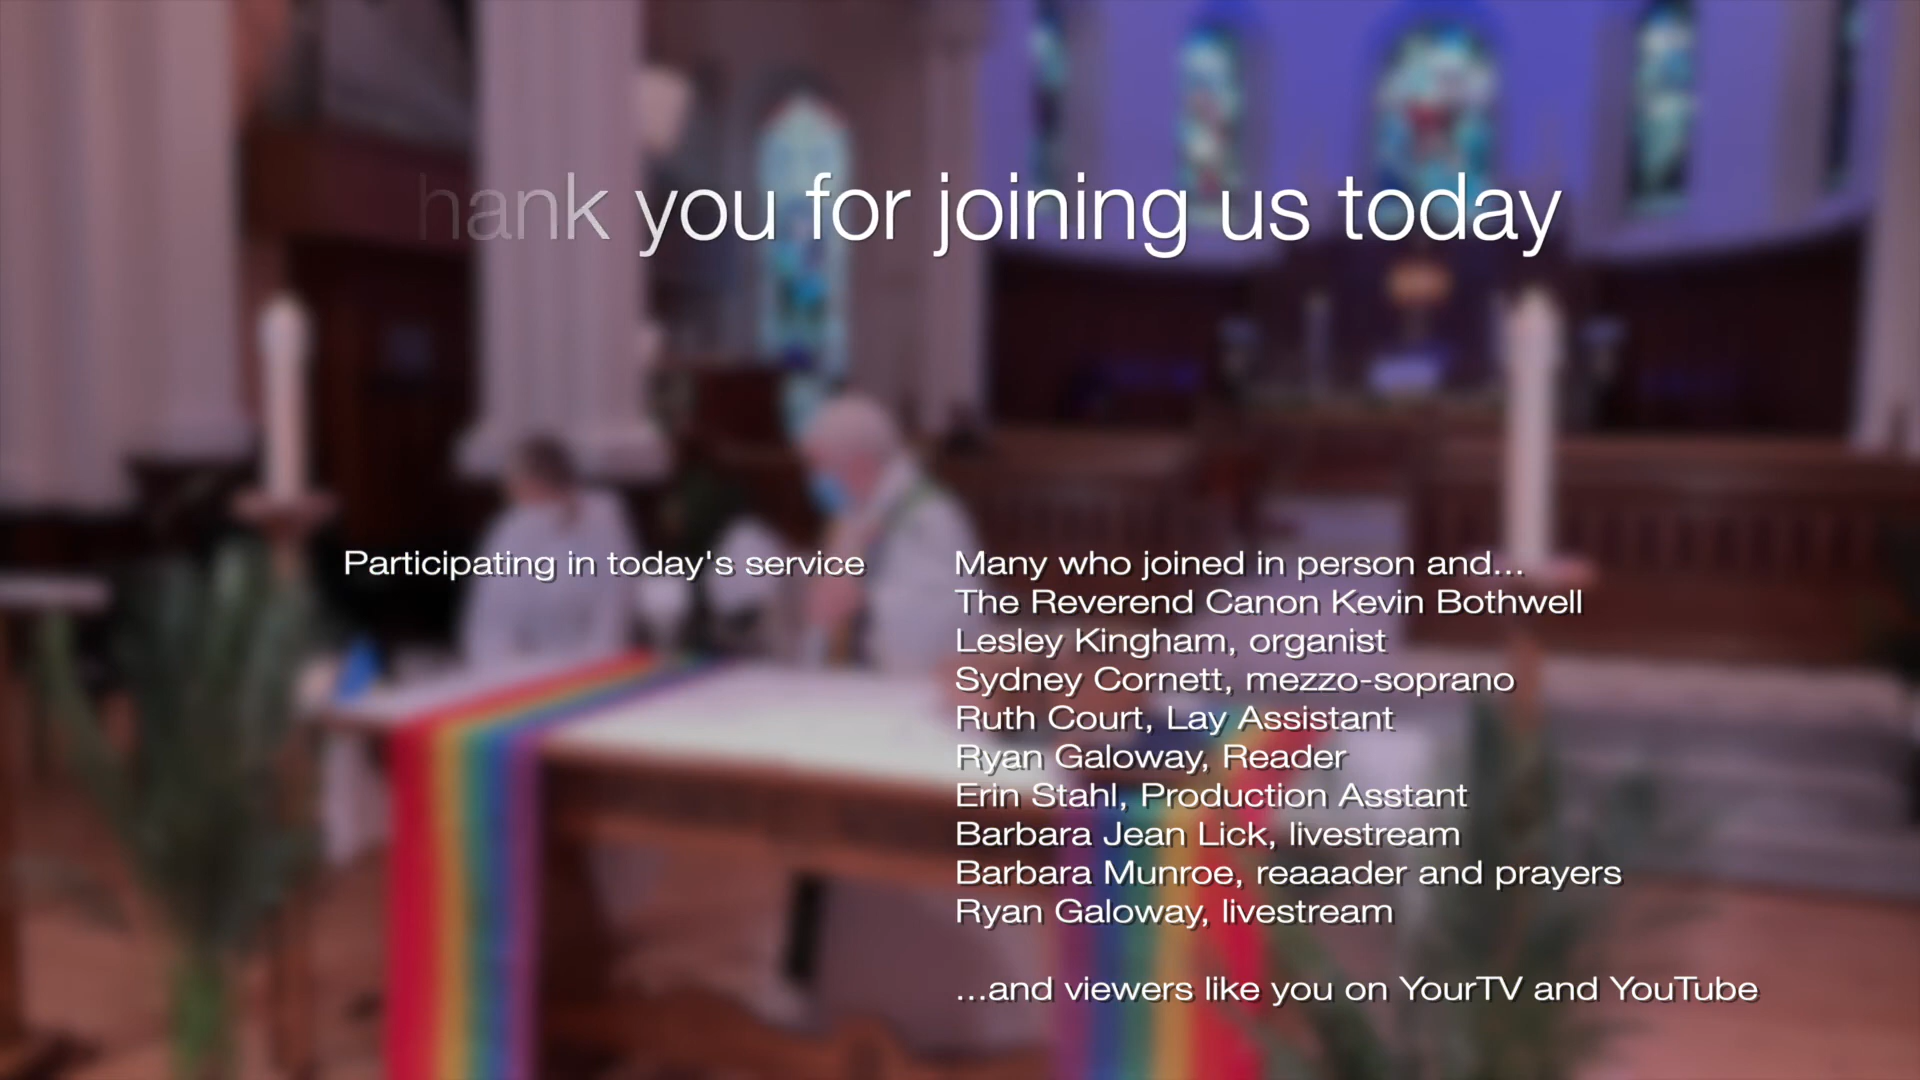 hank you for joining us today
Participating in today's service
Many who joined in person and...
The Reverend Canon Kevin Bothwell
Lesley Kingham, organist
Sydney Cornett, mezzo-soprano
Ruth Court, Lay Assistant
Ryan Galoway, Reader
Erin Stahl, Production Asstant
Barbara Jean Lick, livestream
Barbara Munroe, reaaader and prayers
Ryan Galoway, livestream
...and viewers like you on YourTV and YouTube